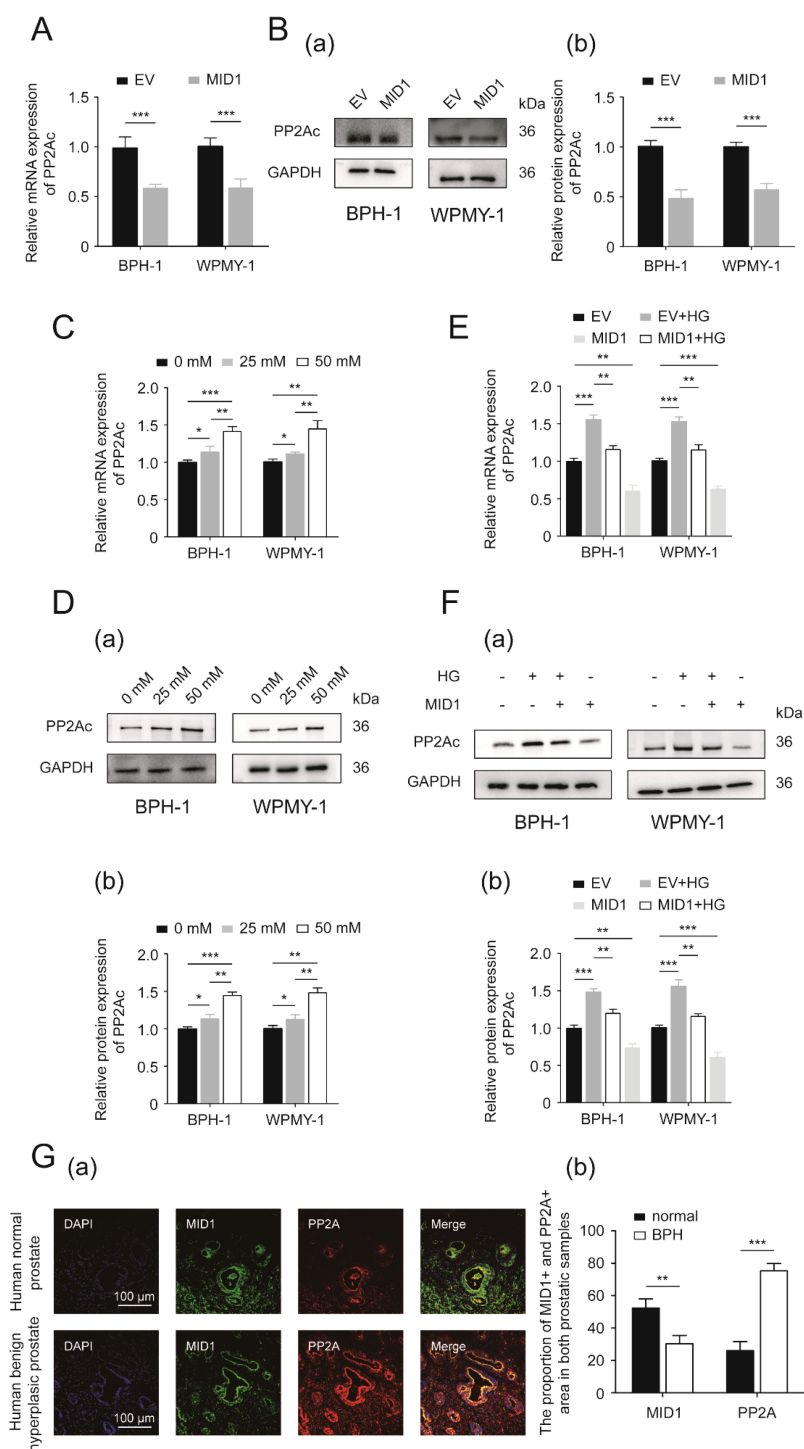 A
EV MID1
Relative mRNA expression
of PP2Ac
1.5
1.0
0.5
0
***
***
BPH-1 WPMY-1
B
(a)
EV MID1 EV MID1 kDa
PP2Ac 36
GAPDH 36
BPH-1 WPMY-1
(b)
EV MID1
Relative protein expression
of PP2Ac
1.5
1.0
0.5
0
***
***
BPH-1 WPMY-1
C
0 mM 25 mM 50 mM
Relative mRNA expression
of PP2Ac
2.0
1.5
1.0
0.5
0
*** **
** **
* *
BPH-1 WPMY-1
E
EV EV+HG
MID1 MID1+HG
Relative mRNA expression
of PP2Ac
2.0
1.5
1.0
0.5
0
** ***
** **
*** ***
BPH-1 WPMY-1
D
(a)
0 mM 25 mM 50 mM 0 mM 25 mM 50 mM kDa
PP2Ac 36
GAPDH 36
BPH-1 WPMY-1
(b)
0 mM 25 mM 50 mM
Relative protein expression
of PP2Ac
2.0
1.5
1.0
0.5
0
*** **
** **
* *
BPH-1 WPMY-1
F
(a)
HG - + + - - + + -
MID1 - - + + - - + +
kDa
PP2Ac 36
GAPDH 36
BPH-1 WPMY-1
(b)
EV EV+HG
MID1 MID1+HG
Relative protein expression
of PP2Ac
2.0
1.5
1.0
0.5
0
** ***
** **
*** ***
BPH-1 WPMY-1
G
(a)
Human normal
prostate
DAPI MID1 PP2A Merge
100 µm
Human benign
hyperplasic prostate
DAPI MID1 PP2A Merge
100 µm
(b)
normal
BPH
The proportion of MID1+ and PP2A+
area in both prostatic samples
100
80
60
40
20
0
**
***
MID1 PP2A